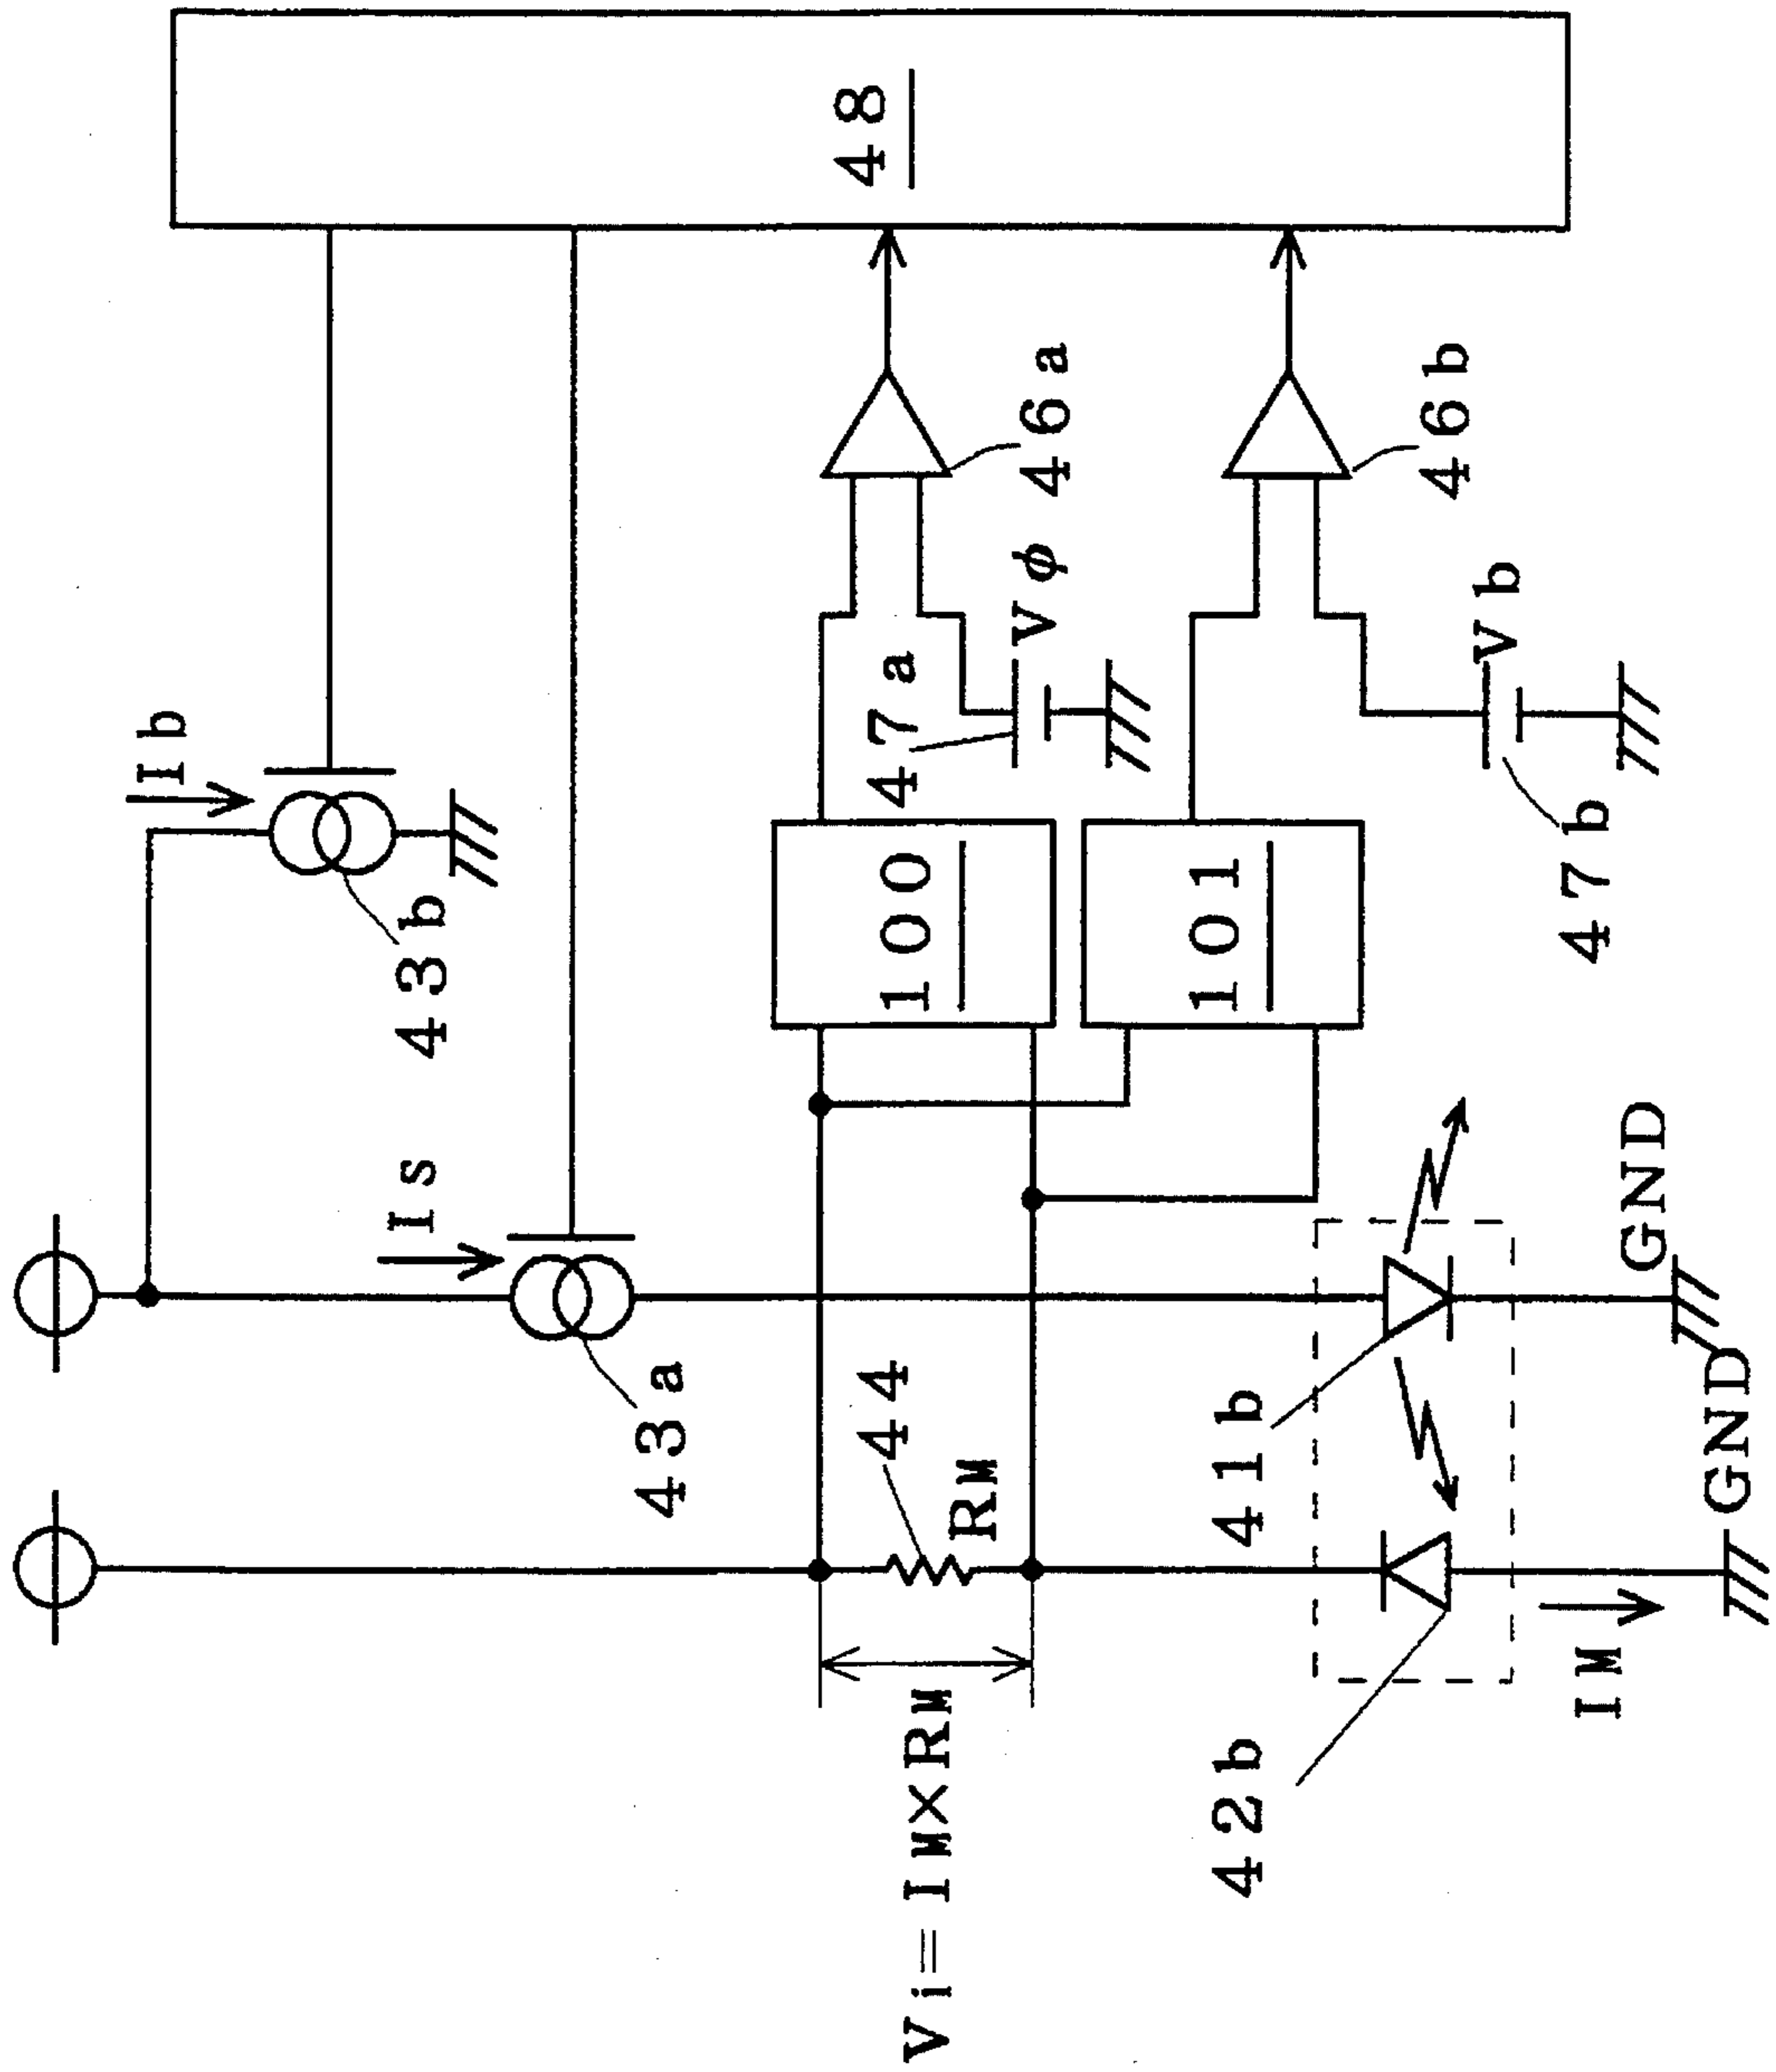 48
Ib
43b
Is
43a
46a
Vφ
47a
46b
Vb
47b
100
101
44
RM
Vi=IM×RM
41b
42b
IM
GND
GND